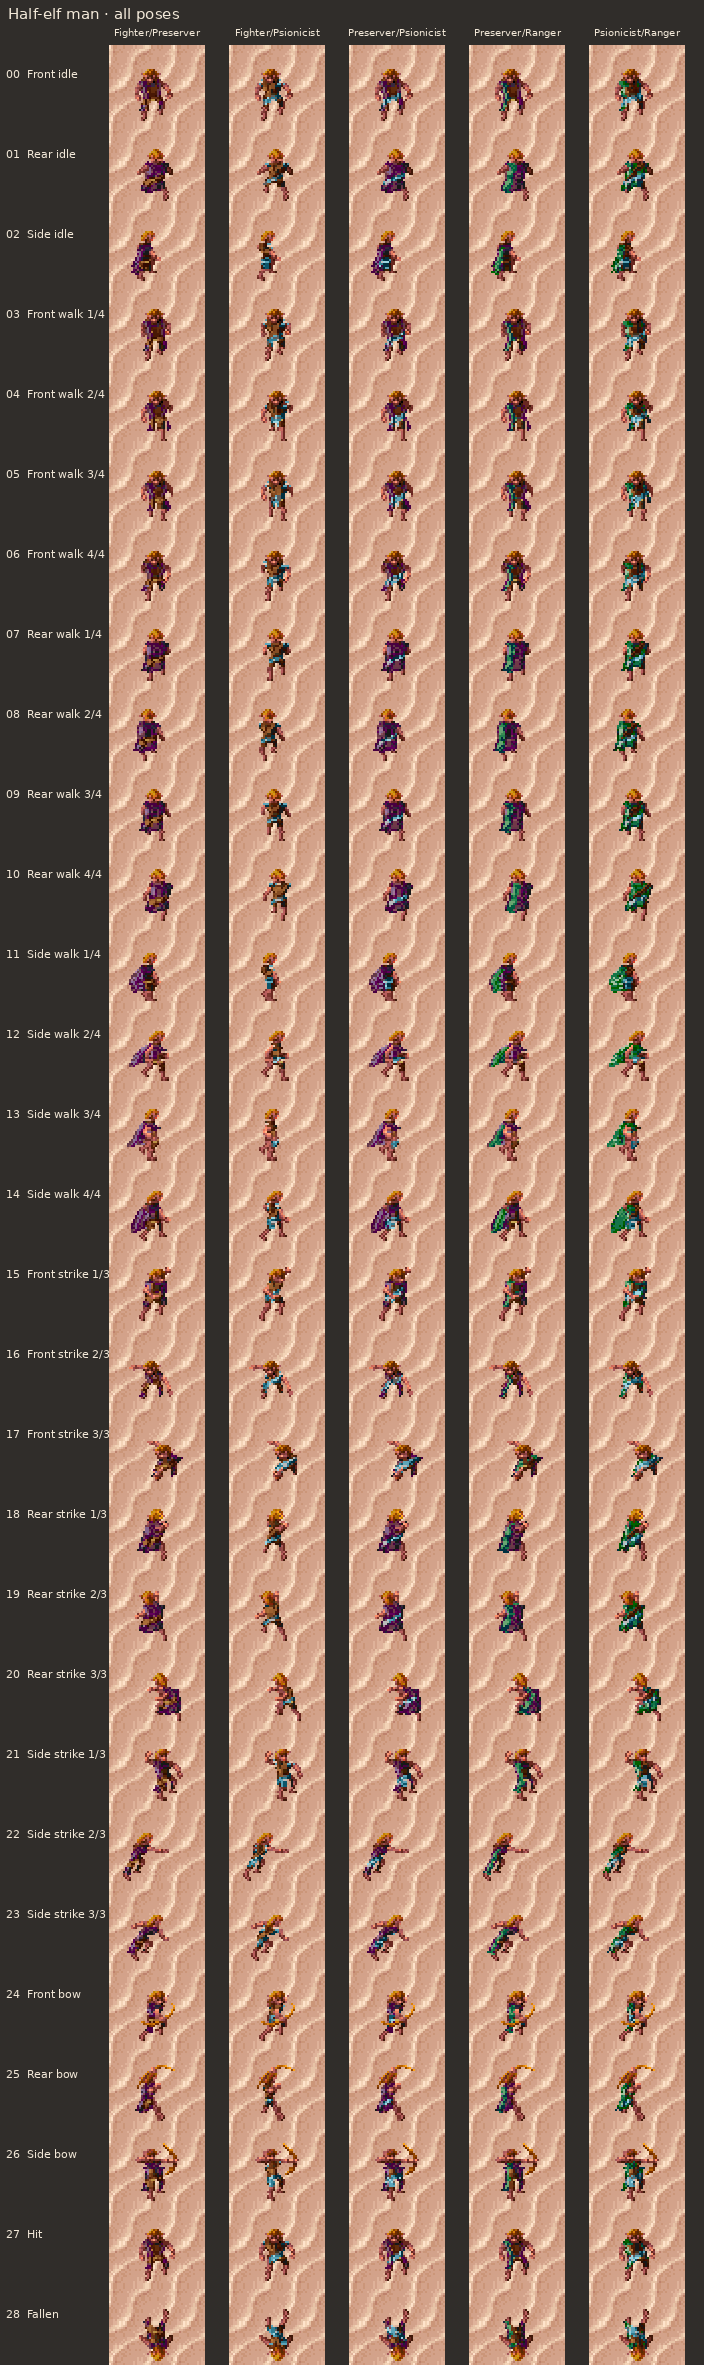 Half-elf man · all poses
Fighter/Preserver Fighter/Psionicist Preserver/Psionicist Preserver/Ranger Psionicist/Ranger
00 Front idle
01 Rear idle
02 Side idle
03 Front walk 1/4
04 Front walk 2/4
05 Front walk 3/4
06 Front walk 4/4
07 Rear walk 1/4
08 Rear walk 2/4
09 Rear walk 3/4
10 Rear walk 4/4
11 Side walk 1/4
12 Side walk 2/4
13 Side walk 3/4
14 Side walk 4/4
15 Front strike 1/3
16 Front strike 2/3
17 Front strike 3/3
18 Rear strike 1/3
19 Rear strike 2/3
20 Rear strike 3/3
21 Side strike 1/3
22 Side strike 2/3
23 Side strike 3/3
24 Front bow
25 Rear bow
26 Side bow
27 Hit
28 Fallen